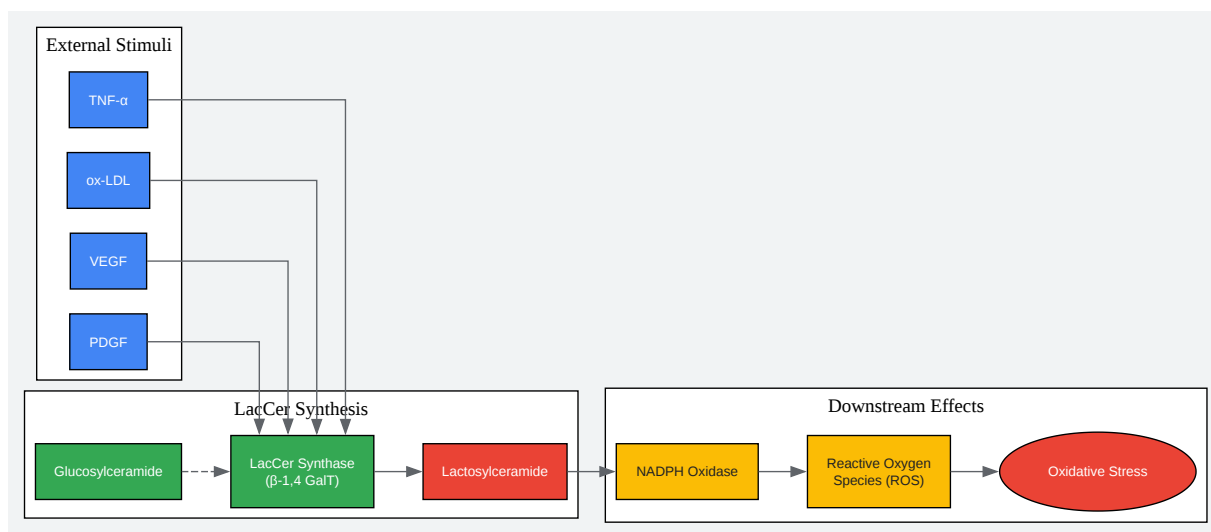 External Stimuli
TNF-α
ox-LDL
VEGF
PDGF
LacCer Synthesis
Glucosylceramide
LacCer Synthase
(β-1,4 GalT)
Lactosylceramide
Downstream Effects
NADPH Oxidase
Reactive Oxygen
Species (ROS)
Oxidative Stress